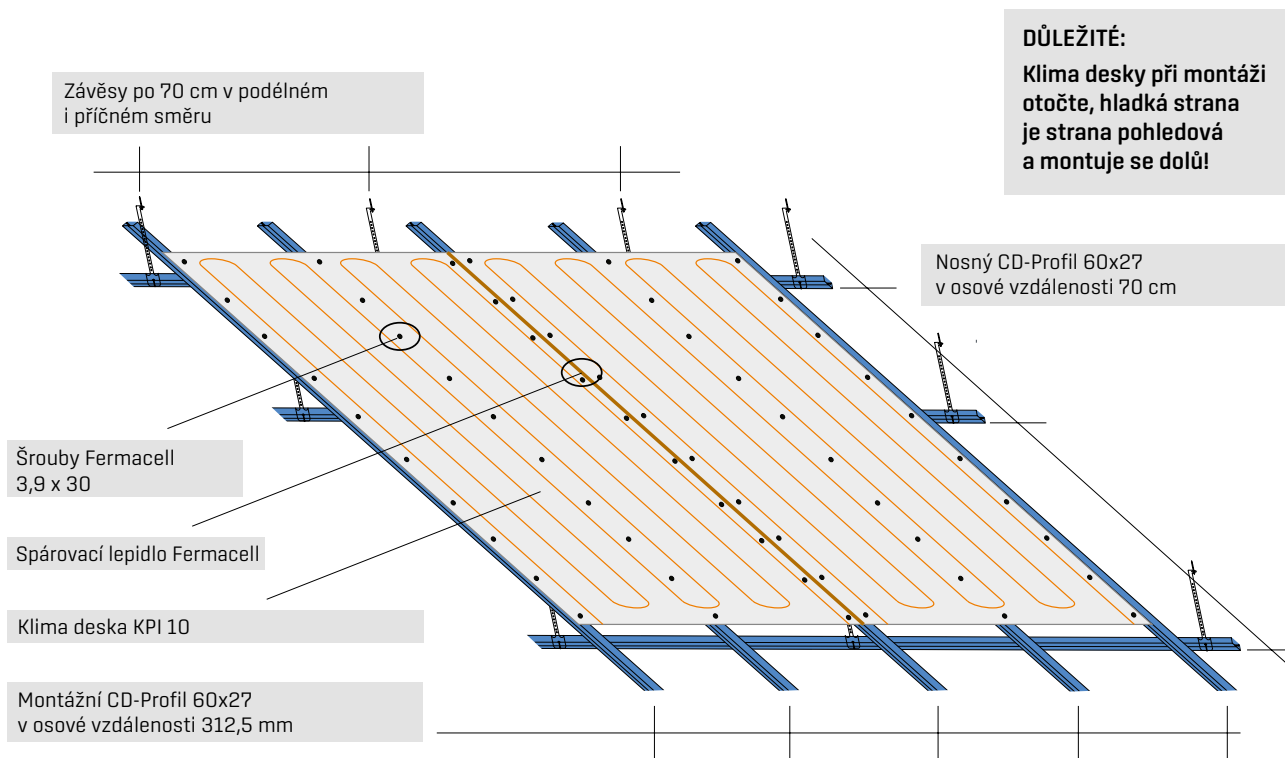 DŮLEŽITÉ:
Klima desky při montáži
otočte, hladká strana
je strana pohledová
a montuje se dolů!
Závěsy po 70 cm v podélném
i příčném směru
Nosný CD-Profil 60x27
v osové vzdálenosti 70 cm
Šrouby Fermacell
3,9 x 30
Spárovací lepidlo Fermacell
Klima deska KPI 10
Montážní CD-Profil 60x27
v osové vzdálenosti 312,5 mm